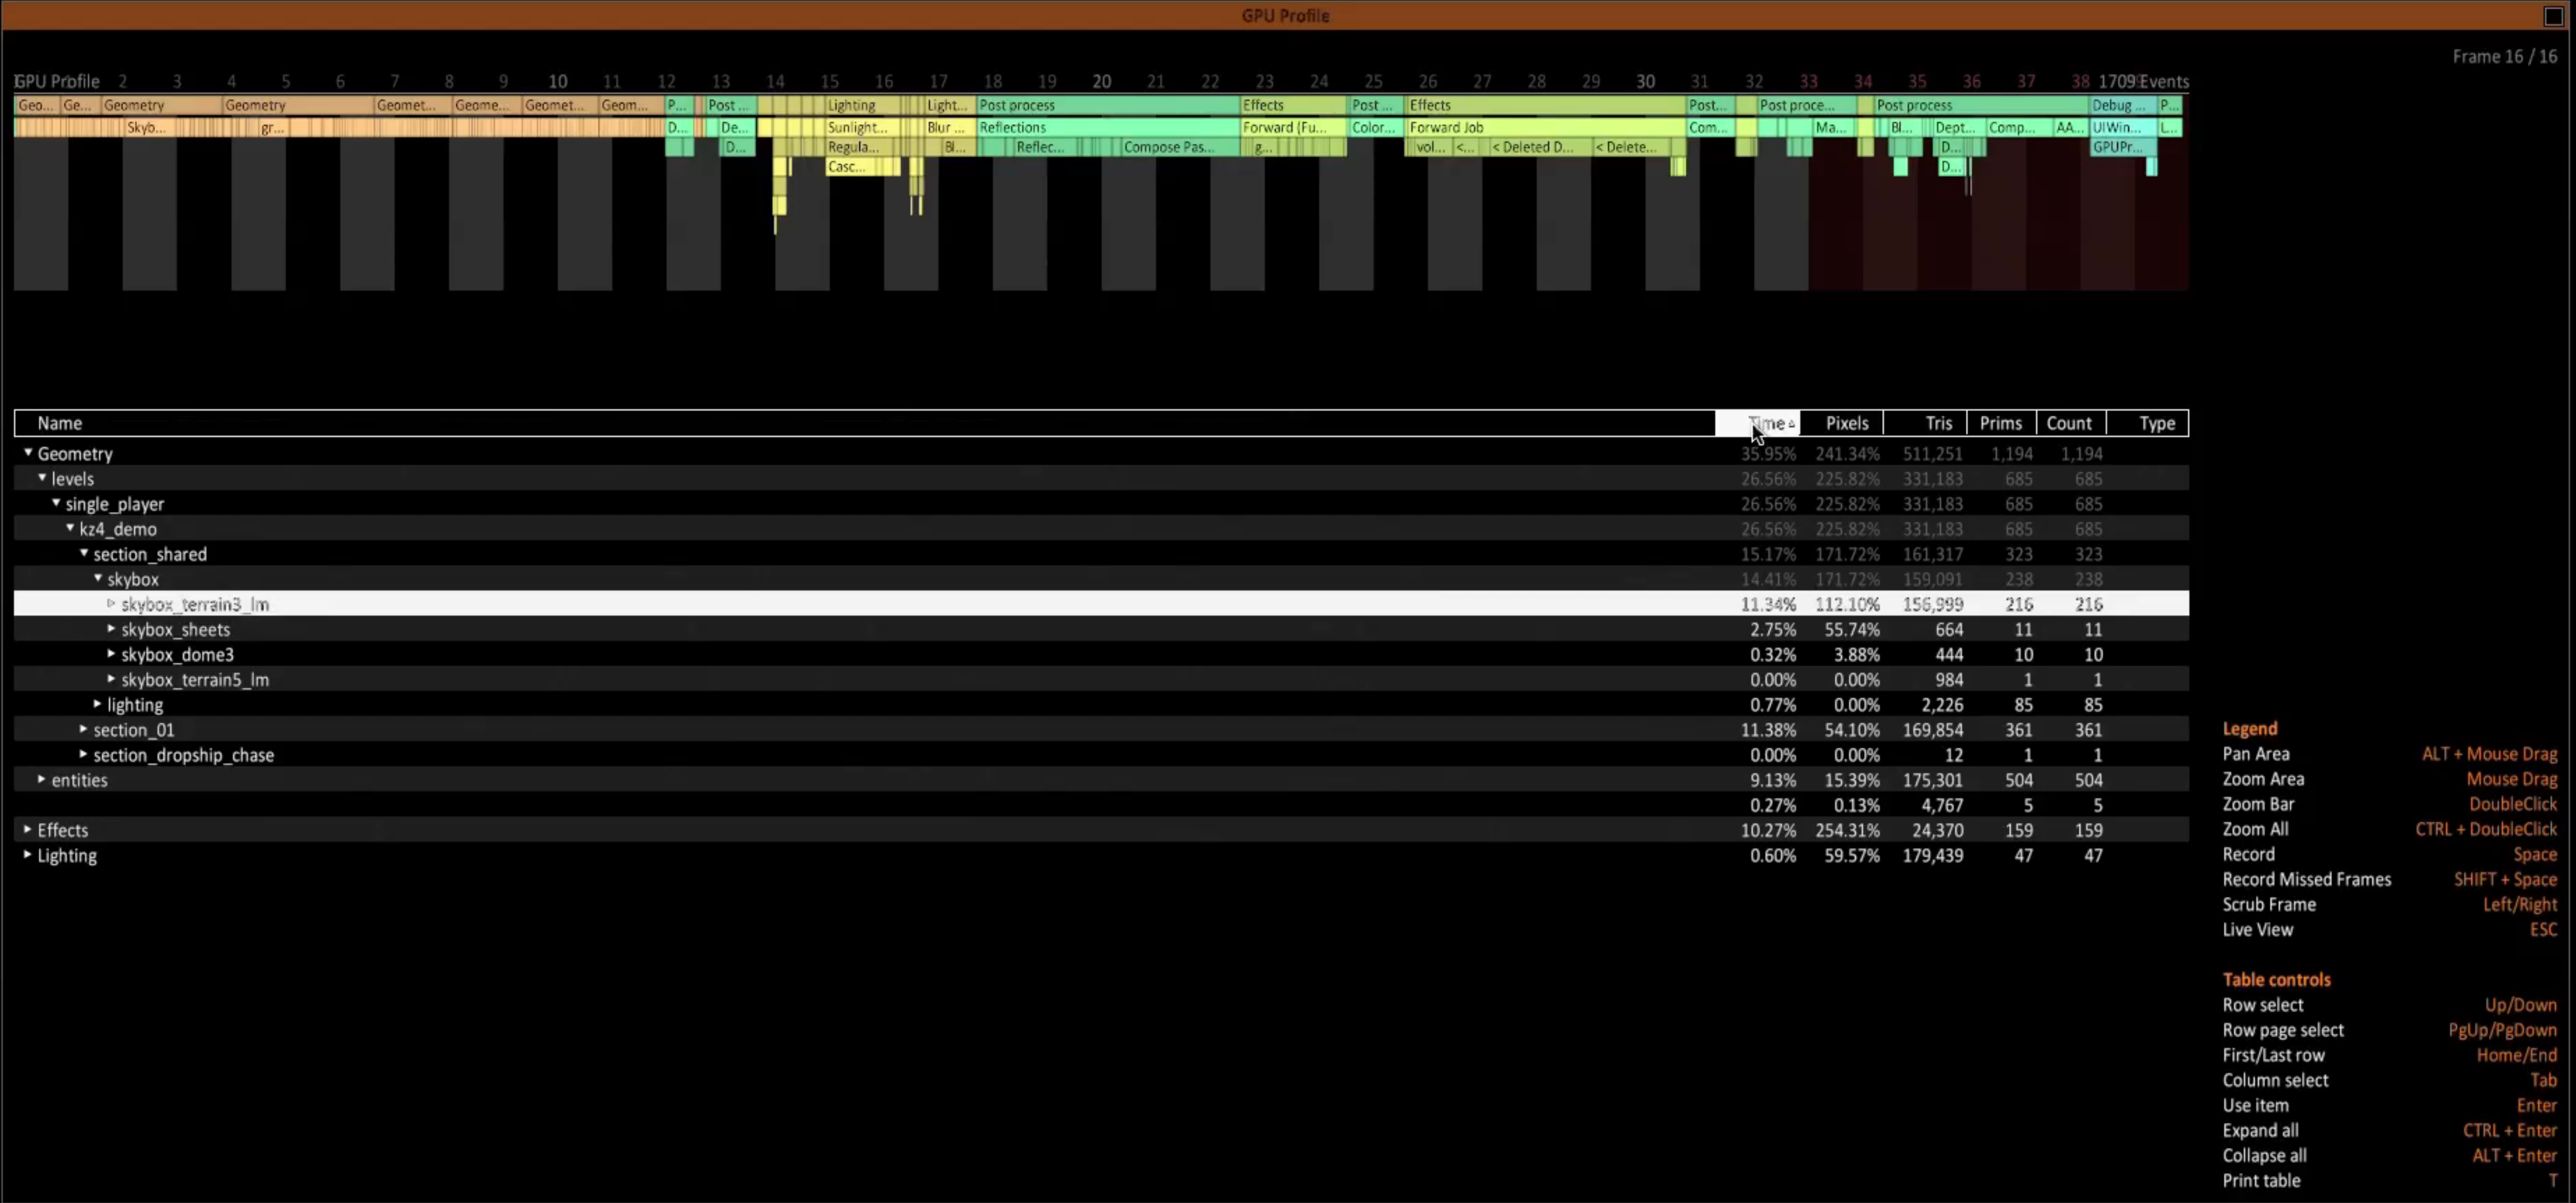 GPU Profile
Frame 16 / 16
GPU Profile 2 3 4 5 6 7 8 9 10 11 12 13 14 15 16 17 18 19 20 21 22 23 24 25 26 27 28 29 30 31 32 33 34 35 36 37 38 1709 Events
Geo... Ge... Geometry Geometry Geomet... Geome... Geomet... Geom... P... Post ... Lighting Light... Post process Effects Post ... Effects Post... Post proce... Post process Debug ... P...
Skyb... gr... D... De... Sunlight... Blur ... Reflections Forward (Fu... Color... Forward Job Com... Ma... Bl... Dept... Comp... AA... UIWin... L...
D... Regula... Bl... Reflec... Compose Pas... g... vol... <... < Deleted D... < Delete... D... GPUPr...
Casc... D...
Name Time Pixels Tris Prims Count Type
Geometry 35.95% 241.34% 511,251 1,194 1,194
levels 26.56% 225.82% 331,183 685 685
single_player 26.56% 225.82% 331,183 685 685
kz4_demo 26.56% 225.82% 331,183 685 685
section_shared 15.17% 171.72% 161,317 323 323
skybox 14.41% 171.72% 159,091 238 238
skybox_terrain3_lm 11.34% 112.10% 156,999 216 216
skybox_sheets 2.75% 55.74% 664 11 11
skybox_dome3 0.32% 3.88% 444 10 10
skybox_terrain5_lm 0.00% 0.00% 984 1 1
lighting 0.77% 0.00% 2,226 85 85
section_01 11.38% 54.10% 169,854 361 361
section_dropship_chase 0.00% 0.00% 12 1 1
entities 9.13% 15.39% 175,301 504 504
0.27% 0.13% 4,767 5 5
Effects 10.27% 254.31% 24,370 159 159
Lighting 0.60% 59.57% 179,439 47 47
Legend
Pan Area ALT + Mouse Drag
Zoom Area Mouse Drag
Zoom Bar DoubleClick
Zoom All CTRL + DoubleClick
Record Space
Record Missed Frames SHIFT + Space
Scrub Frame Left/Right
Live View ESC
Table controls
Row select Up/Down
Row page select PgUp/PgDown
First/Last row Home/End
Column select Tab
Use item Enter
Expand all CTRL + Enter
Collapse all ALT + Enter
Print table T